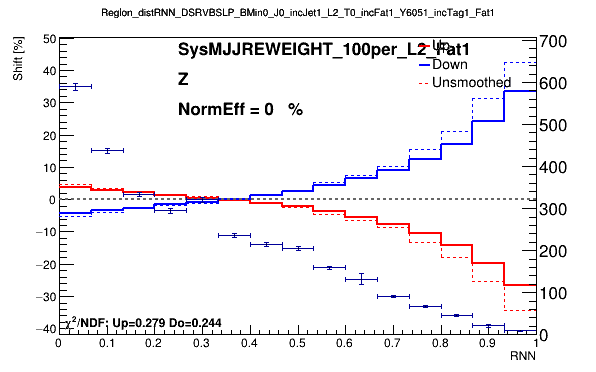 Region_distRNN_DSRVBSLP_BMin0_J0_incJet1_L2_T0_incFat1_Y6051_incTag1_Fat1
Shift [%]
SysMJJREWEIGHT_100per_L2_Fat1
Z
NormEff = 0 %
Up
Down
Unsmoothed
50
40
30
20
10
0
−10
−20
−30
−40
700
600
500
400
300
200
100
0
χ²/NDF: Up=0.279 Do=0.244
0 0.1 0.2 0.3 0.4 0.5 0.6 0.7 0.8 0.9 1
RNN